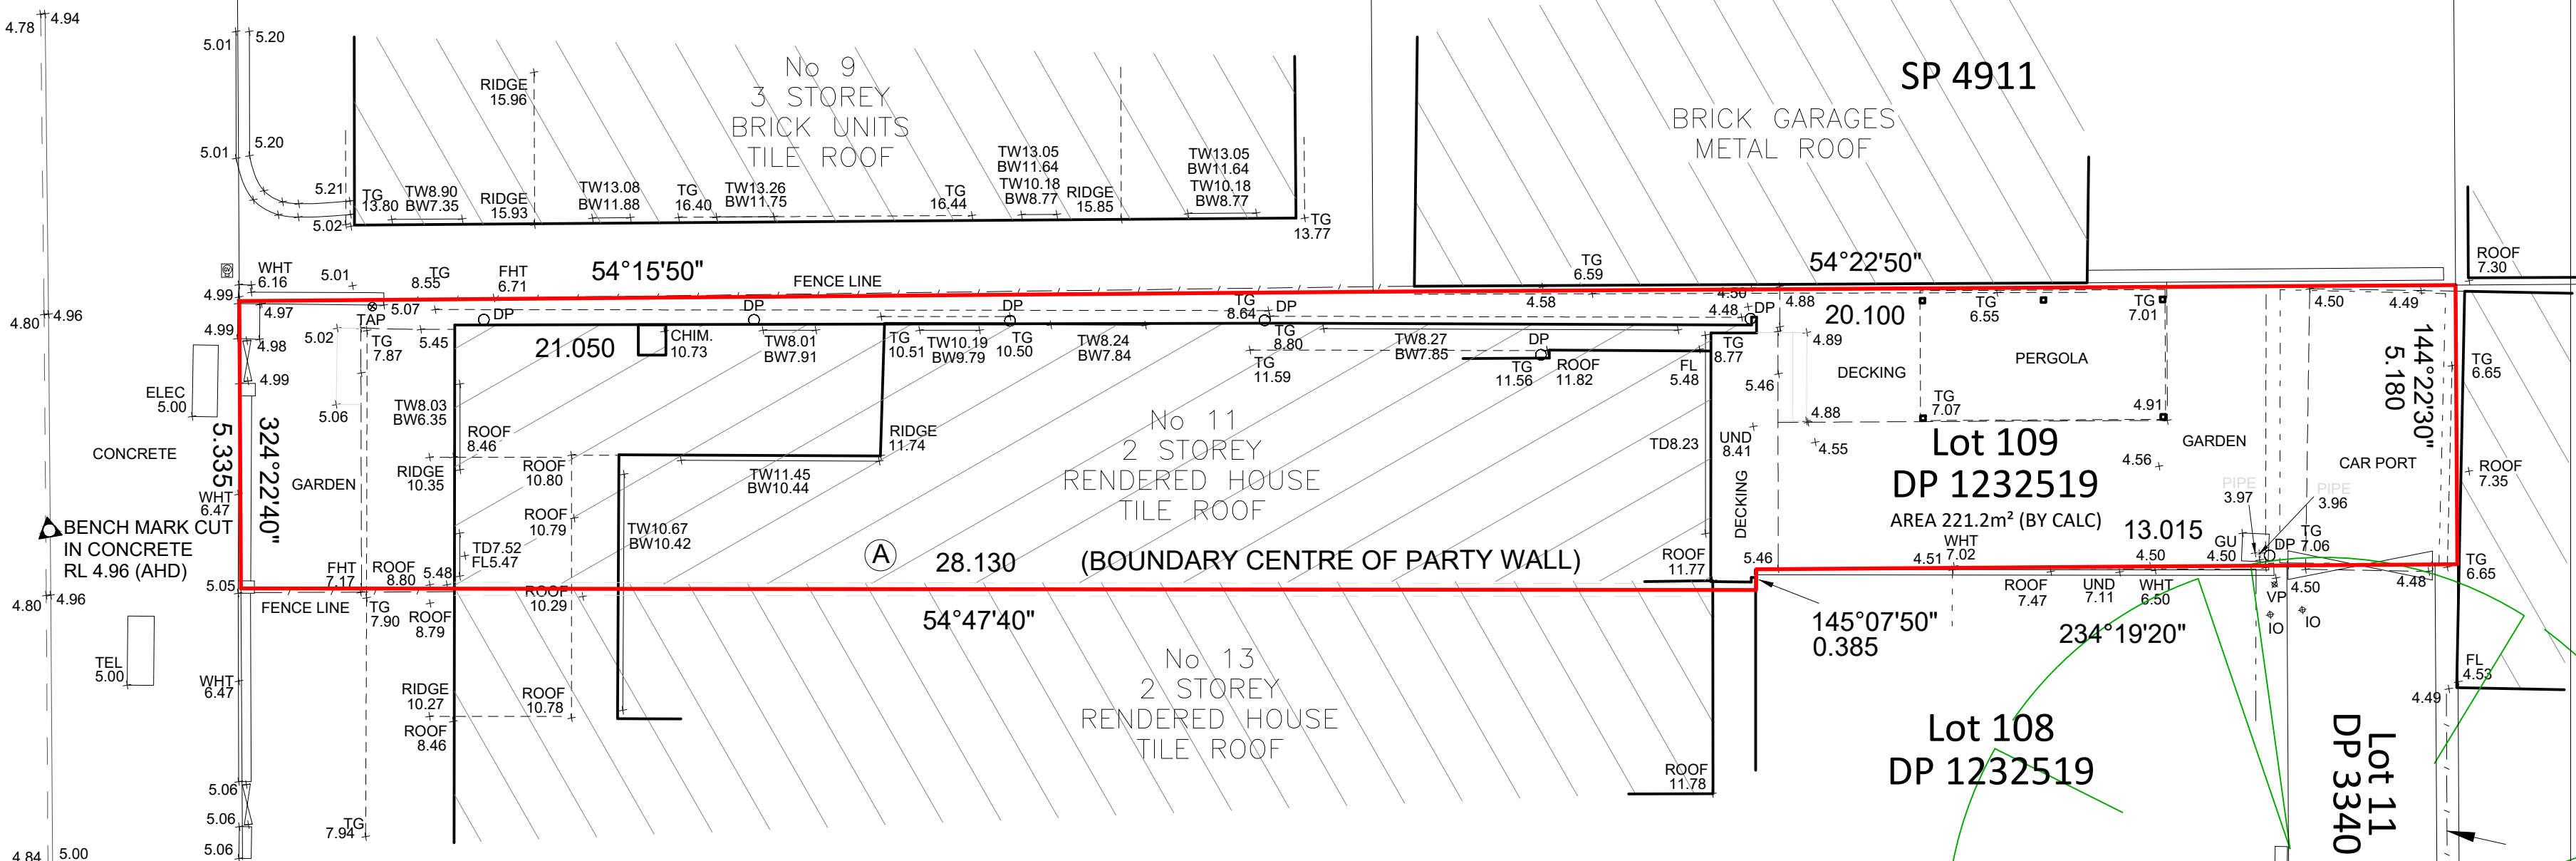 4.94
4.78
5.01
5.20
5.01
5.20
5.21
5.02
RIDGE
15.96
No 9
3 STOREY
BRICK UNITS
TILE ROOF
TG
13.80
TW8.90
BW7.35
RIDGE
15.93
TW13.08
BW11.88
TG
16.40
TW13.26
BW11.75
TG
16.44
TW13.05
BW11.64
TW10.18
BW8.77
RIDGE
15.85
TW13.05
BW11.64
TW10.18
BW8.77
TG
13.77
SP 4911
BRICK GARAGES
METAL ROOF
ROOF
7.30
WHT
6.16
5.01
TG
8.55
FHT
6.71
54°15'50"
FENCE LINE
TG
6.59
54°22'50"
4.99
4.97
4.99
4.98
4.99
4.80
4.96
TAP
5.07
DP
DP
DP
TG
8.64
DP
4.58
4.50
4.48
DP
4.88
20.100
TG
6.55
TG
7.01
4.50
4.49
5.02
TG
7.87
5.45
21.050
CHIM.
10.73
TW8.01
BW7.91
TG
10.51
TW10.19
BW9.79
TG
10.50
TW8.24
BW7.84
TG
8.80
TG
11.59
TW8.27
BW7.85
DP
TG
11.56
ROOF
11.82
FL
5.48
TG
8.77
5.46
4.89
DECKING
PERGOLA
144°22'30"
5.180
TG
6.65
ELEC
5.00
5.06
TW8.03
BW6.35
ROOF
8.46
No 11
2 STOREY
RENDERED HOUSE
TILE ROOF
4.88
TG
7.07
4.91
4.55
CONCRETE
5.335
324°22'40"
WHT
6.47
GARDEN
RIDGE
10.35
ROOF
10.80
RIDGE
11.74
TW11.45
BW10.44
TD8.23
UND
8.41
DECKING
Lot 109
DP 1232519
AREA 221.2m² (BY CALC)
4.56
GARDEN
CAR PORT
ROOF
7.35
PIPE
3.97
PIPE
3.96
BENCH MARK CUT
IN CONCRETE
RL 4.96 (AHD)
ROOF
10.79
TW10.67
BW10.42
TD7.52
FL5.47
A
28.130
(BOUNDARY CENTRE OF PARTY WALL)
ROOF
11.77
5.46
4.51
WHT
7.02
13.015
4.50
GU
4.50
DP
TG
7.06
5.05
FHT
7.17
ROOF
8.80
5.48
4.80
4.96
FENCE LINE
TG
7.90
ROOF
8.79
ROOF
10.29
54°47'40"
145°07'50"
0.385
ROOF
7.47
UND
7.11
WHT
6.50
VP
4.50
4.48
TG
6.65
IO
IO
234°19'20"
TEL
5.00
WHT
6.47
RIDGE
10.27
ROOF
10.78
ROOF
8.46
No 13
2 STOREY
RENDERED HOUSE
TILE ROOF
ROOF
11.78
Lot 108
DP 1232519
FL
4.53
4.49
Lot 11
DP 3340
5.06
5.06
5.06
TG
7.94
4.84
5.00